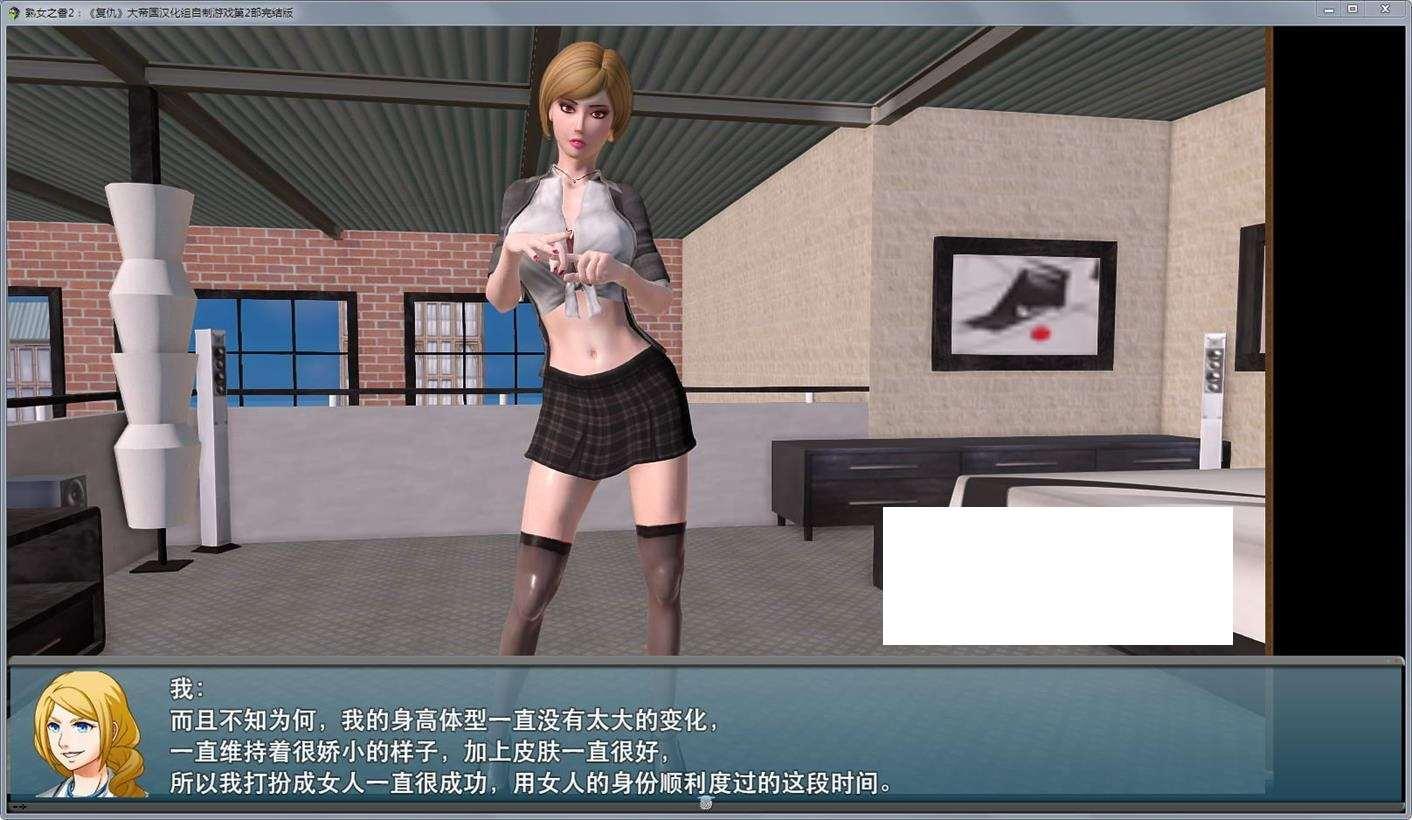 熟女之香2：《复仇》大帝国汉化组自制游戏第2部完结版
我：
而且不知为何，我的身高体型一直没有太大的变化，
一直维持着很娇小的样子，加上皮肤一直很好，
所以我打扮成女人一直很成功，用女人的身份顺利度过的这段时间。